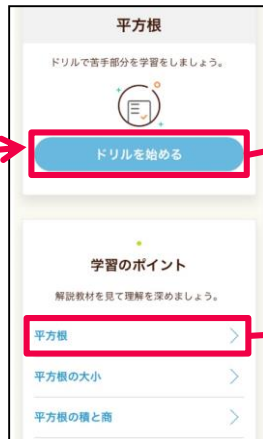 平方根
ドリルで苦手部分を学習をしましょう。
ドリルを始める
学習のポイント
解説教材を見て理解を深めましょう。
平方根
平方根の大小
平方根の積と商